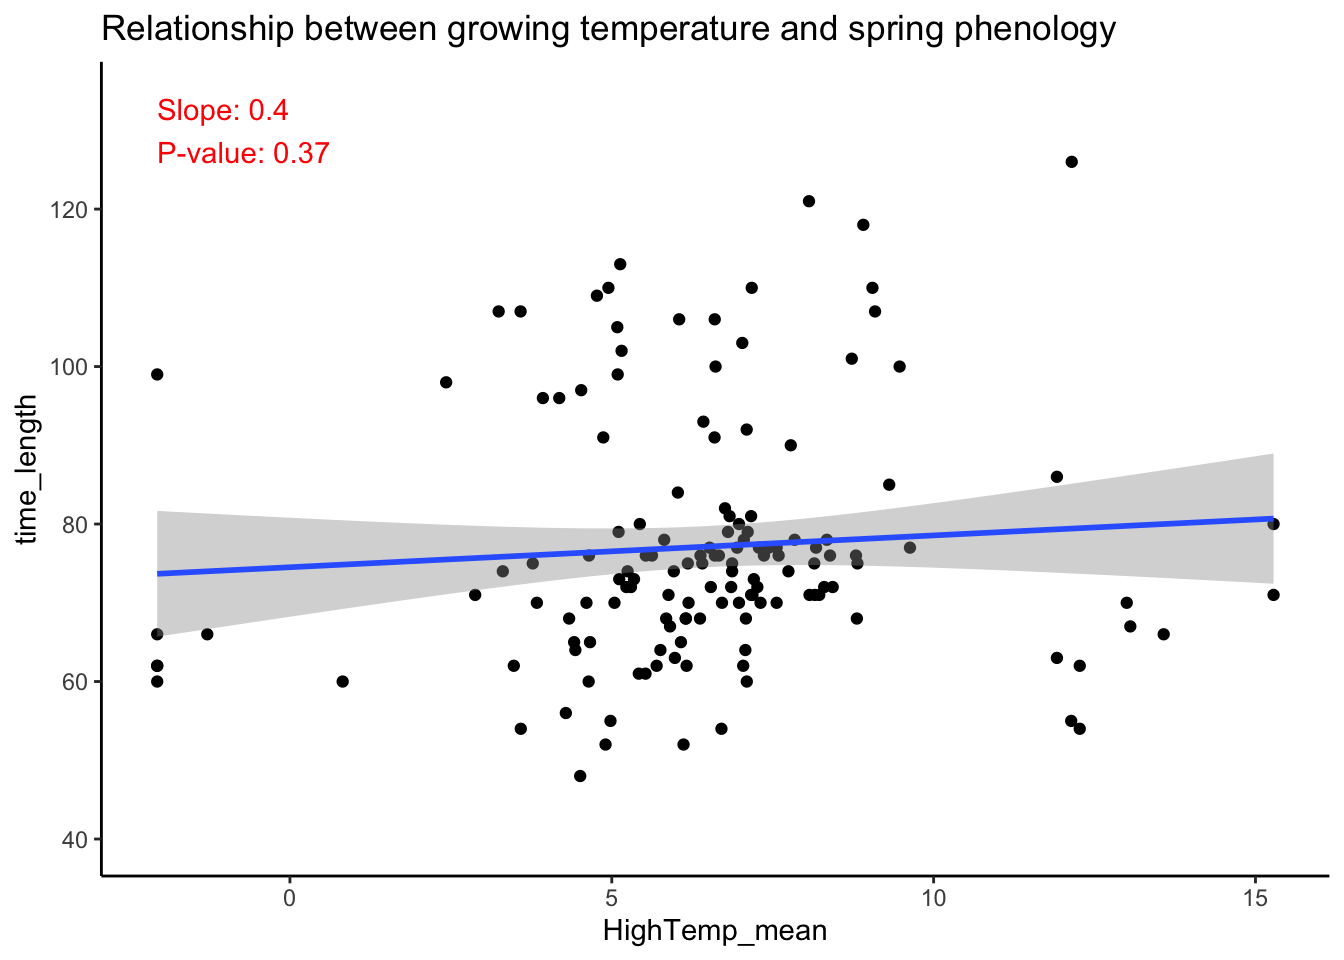 Relationship between growing temperature and spring phenology
Slope: 0.4
P-value: 0.37
120
100
80
60
40
time_length
0 5 10 15
HighTemp_mean